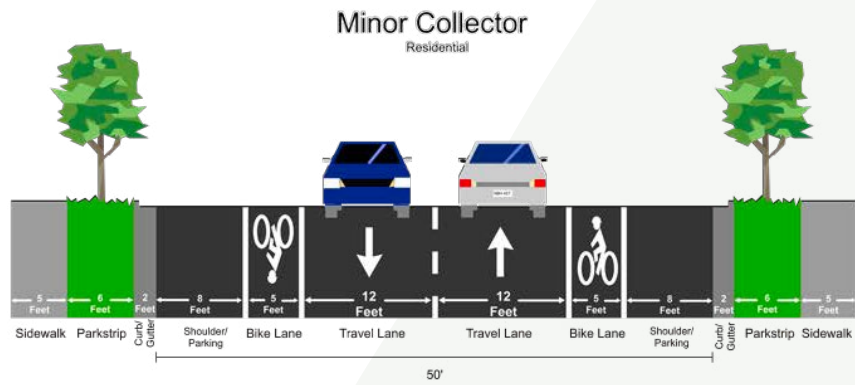 Minor Collector
Residential
5
Feet
6
Feet
2
Feet
8
Feet
5
Feet
12
Feet
12
Feet
5
Feet
8
Feet
2
Feet
6
Feet
5
Feet
Sidewalk
Parkstrip
Curb/
Gutter
Shoulder/
Parking
Bike Lane
Travel Lane
Travel Lane
Bike Lane
Shoulder/
Parking
Curb/
Gutter
Parkstrip
Sidewalk
50'